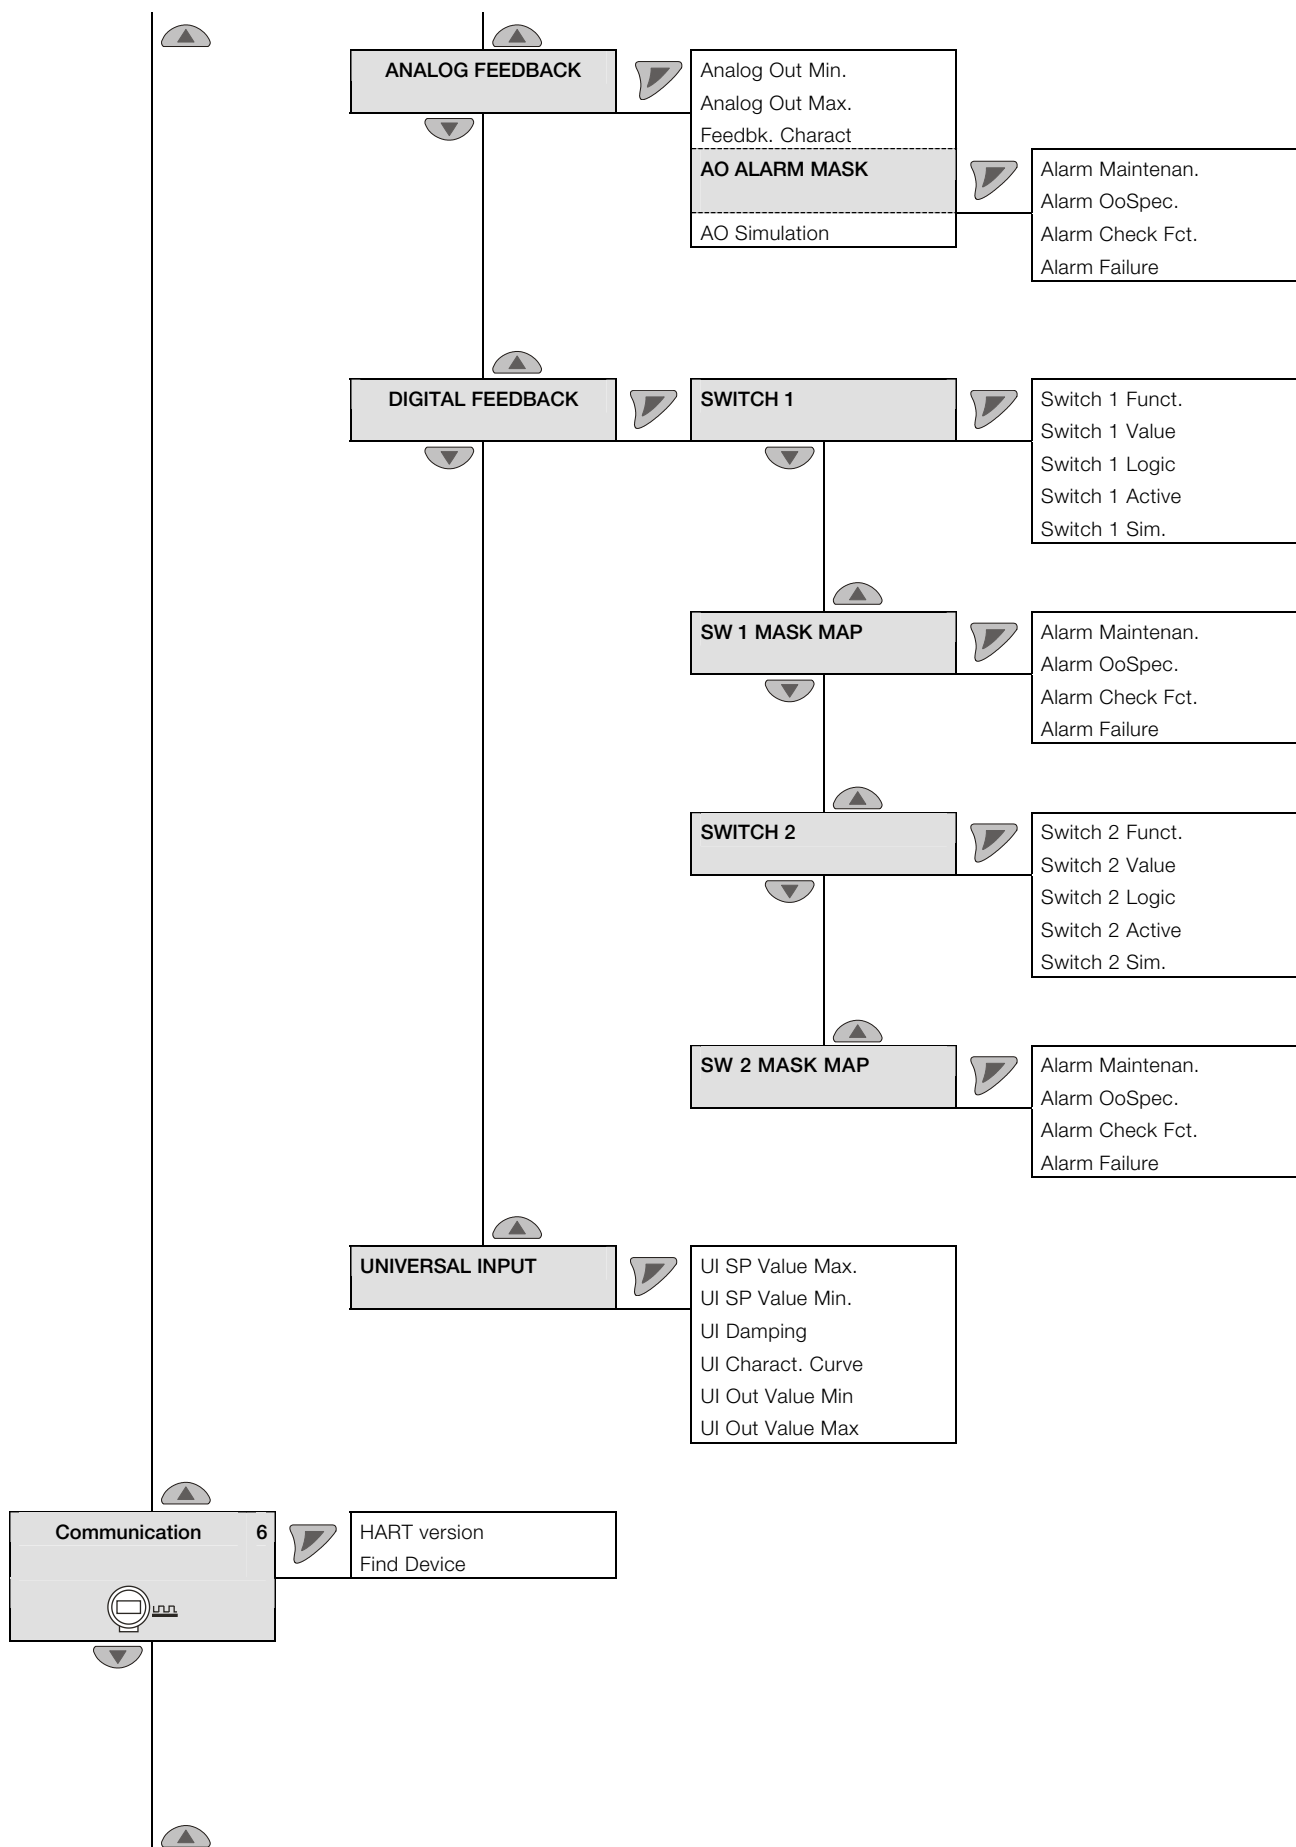 ANALOG FEEDBACK
Analog Out Min.
Analog Out Max.
Feedbk. Charact
AO ALARM MASK
AO Simulation
Alarm Maintenan.
Alarm OoSpec.
Alarm Check Fct.
Alarm Failure
DIGITAL FEEDBACK
SWITCH 1
Switch 1 Funct.
Switch 1 Value
Switch 1 Logic
Switch 1 Active
Switch 1 Sim.
SW 1 MASK MAP
Alarm Maintenan.
Alarm OoSpec.
Alarm Check Fct.
Alarm Failure
SWITCH 2
Switch 2 Funct.
Switch 2 Value
Switch 2 Logic
Switch 2 Active
Switch 2 Sim.
SW 2 MASK MAP
Alarm Maintenan.
Alarm OoSpec.
Alarm Check Fct.
Alarm Failure
UNIVERSAL INPUT
UI SP Value Max.
UI SP Value Min.
UI Damping
UI Charact. Curve
UI Out Value Min
UI Out Value Max
Communication 6
HART version
Find Device